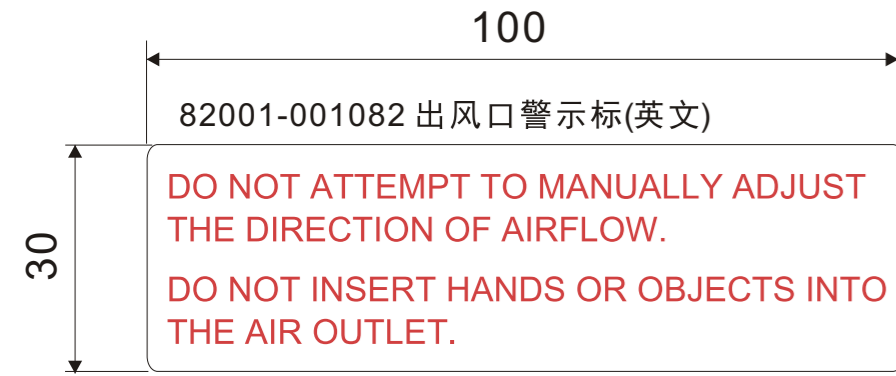 100
82001-001082 出风口警示标(英文)
30
DO NOT ATTEMPT TO MANUALLY ADJUST
THE DIRECTION OF AIRFLOW.
DO NOT INSERT HANDS OR OBJECTS INTO
THE AIR OUTLET.